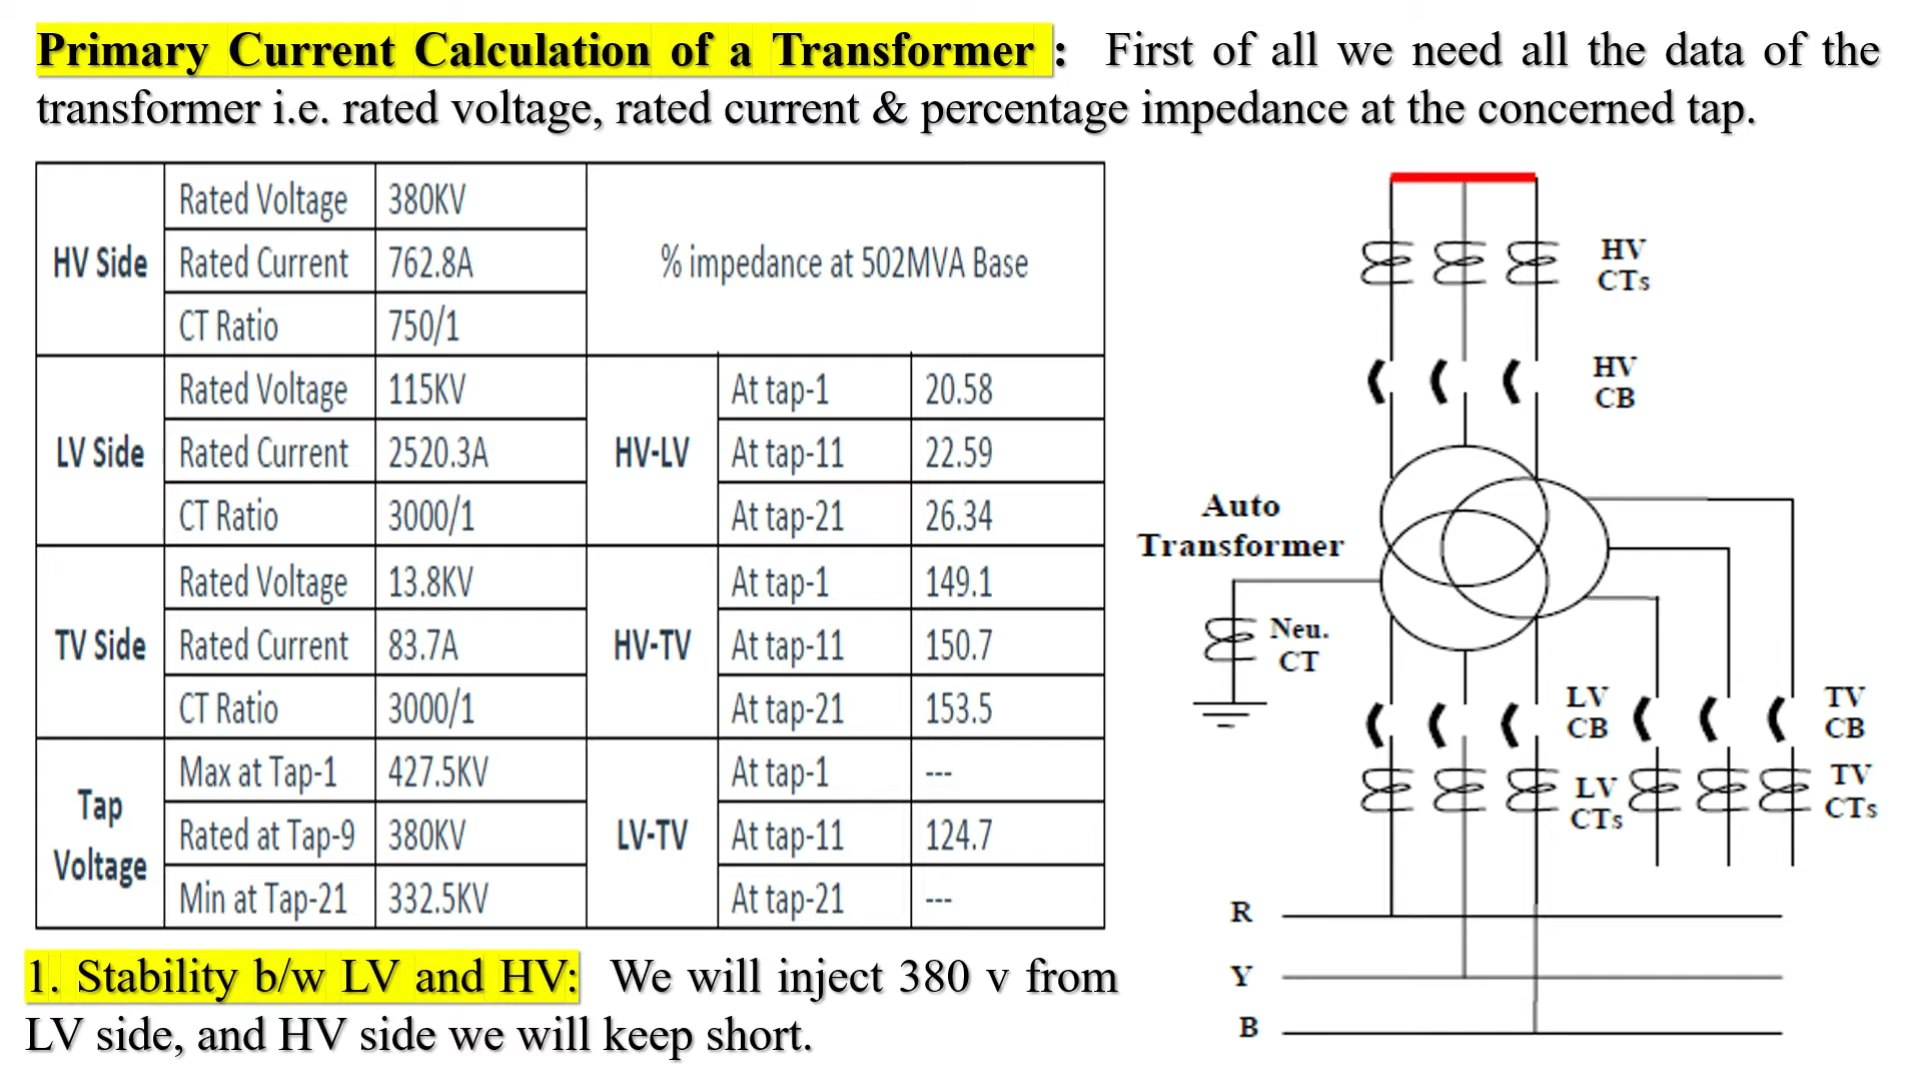 Primary Current Calculation of a Transformer : First of all we need all the data of the
transformer i.e. rated voltage, rated current & percentage impedance at the concerned tap.
HV Side
Rated Voltage 380KV
Rated Current 762.8A
CT Ratio 750/1
% impedance at 502MVA Base
LV Side
Rated Voltage 115KV
Rated Current 2520.3A
CT Ratio 3000/1
HV-LV
At tap-1 20.58
At tap-11 22.59
At tap-21 26.34
TV Side
Rated Voltage 13.8KV
Rated Current 83.7A
CT Ratio 3000/1
HV-TV
At tap-1 149.1
At tap-11 150.7
At tap-21 153.5
Tap
Voltage
Max at Tap-1 427.5KV
Rated at Tap-9 380KV
Min at Tap-21 332.5KV
LV-TV
At tap-1 ---
At tap-11 124.7
At tap-21 ---
HV
CTs
HV
CB
Auto
Transformer
Neu.
CT
LV
CB
TV
CB
LV
CTs
TV
CTs
R
Y
B
1. Stability b/w LV and HV: We will inject 380 v from
LV side, and HV side we will keep short.